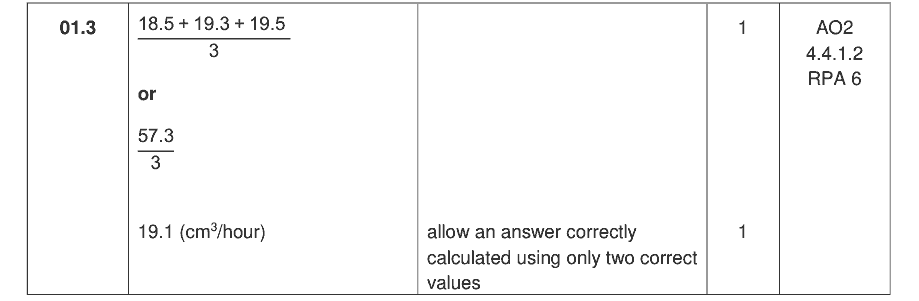 01.3 18.5 + 19.3 + 19.5 1 AO2
3 4.4.1.2
RPA 6
or
57.3
3
19.1 (cm³/hour) allow an answer correctly 1
calculated using only two correct
values